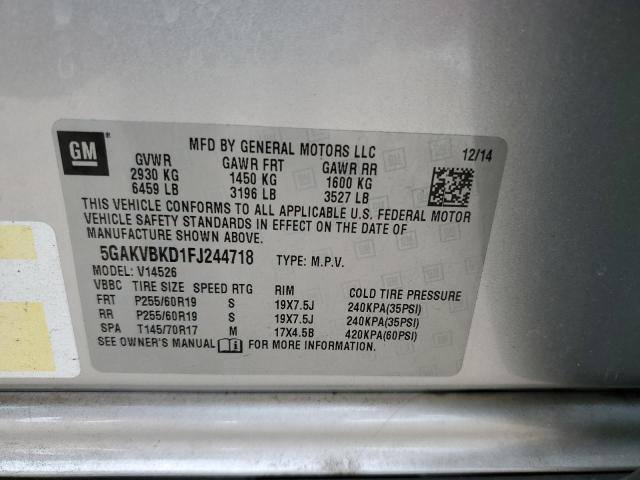 GM
MFD BY GENERAL MOTORS LLC 12/14
GVWR GAWR FRT GAWR RR
2930 KG 1450 KG 1600 KG
6459 LB 3196 LB 3527 LB
THIS VEHICLE CONFORMS TO ALL APPLICABLE U.S. FEDERAL MOTOR
VEHICLE SAFETY STANDARDS IN EFFECT ON THE DATE OF
MANUFACTURE SHOWN ABOVE.
5GAKVBKD1FJ244718 TYPE: M.P.V.
MODEL: V14526
VBBC TIRE SIZE SPEED RTG RIM COLD TIRE PRESSURE
FRT P255/60R19 S 19X7.5J 240KPA(35PSI)
RR P255/60R19 S 19X7.5J 240KPA(35PSI)
SPA T145/70R17 M 17X4.5B 420KPA(60PSI)
SEE OWNER'S MANUAL FOR MORE INFORMATION.